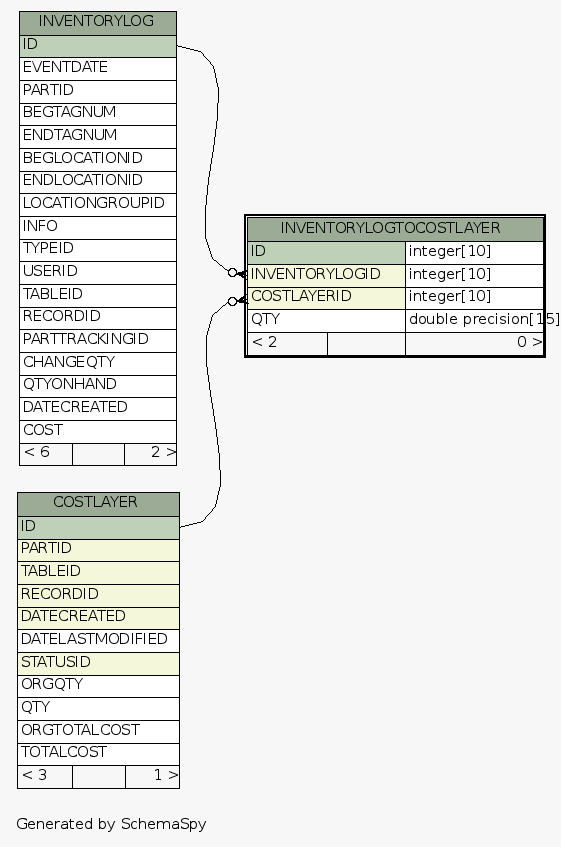 INVENTORYLOG
ID
EVENTDATE
PARTID
BEGTAGNUM
ENDTAGNUM
BEGLOCATIONID
ENDLOCATIONID
LOCATIONGROUPID
INFO
TYPEID
USERID
TABLEID
RECORDID
PARTTRACKINGID
CHANGEQTY
QTYONHAND
DATECREATED
COST
< 6 2 >
INVENTORYLOGTOCOSTLAYER
ID integer[10]
INVENTORYLOGID integer[10]
COSTLAYERID integer[10]
QTY double precision[15]
< 2 0 >
COSTLAYER
ID
PARTID
TABLEID
RECORDID
DATECREATED
DATELASTMODIFIED
STATUSID
ORGQTY
QTY
ORGTOTALCOST
TOTALCOST
< 3 1 >
Generated by SchemaSpy